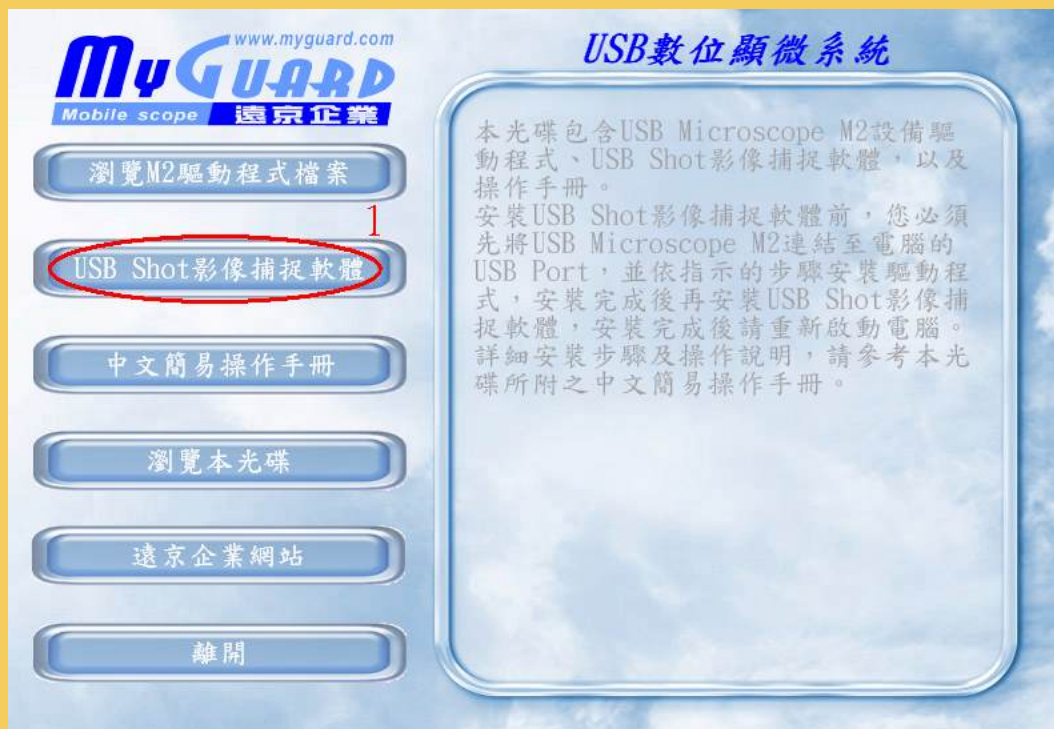 www.myguard.com
MyGUARD
Mobile scope 遠京企業
瀏覽M2驅動程式檔案
1
USB Shot影像捕捉軟體
中文簡易操作手冊
瀏覽本光碟
遠京企業網站
離開
USB數位顯微系統
本光碟包含USB Microscope M2設備驅
動程式、USB Shot影像捕捉軟體，以及
操作手冊。
安裝USB Shot影像捕捉軟體前，您必須
先將USB Microscope M2連結至電腦的
USB Port，並依指示的步驟安裝驅動程
式，安裝完成後再安裝USB Shot影像捕
捉軟體，安裝完成後請重新啟動電腦。
詳細安裝步驟及操作說明，請參考本光
碟所附之中文簡易操作手冊。